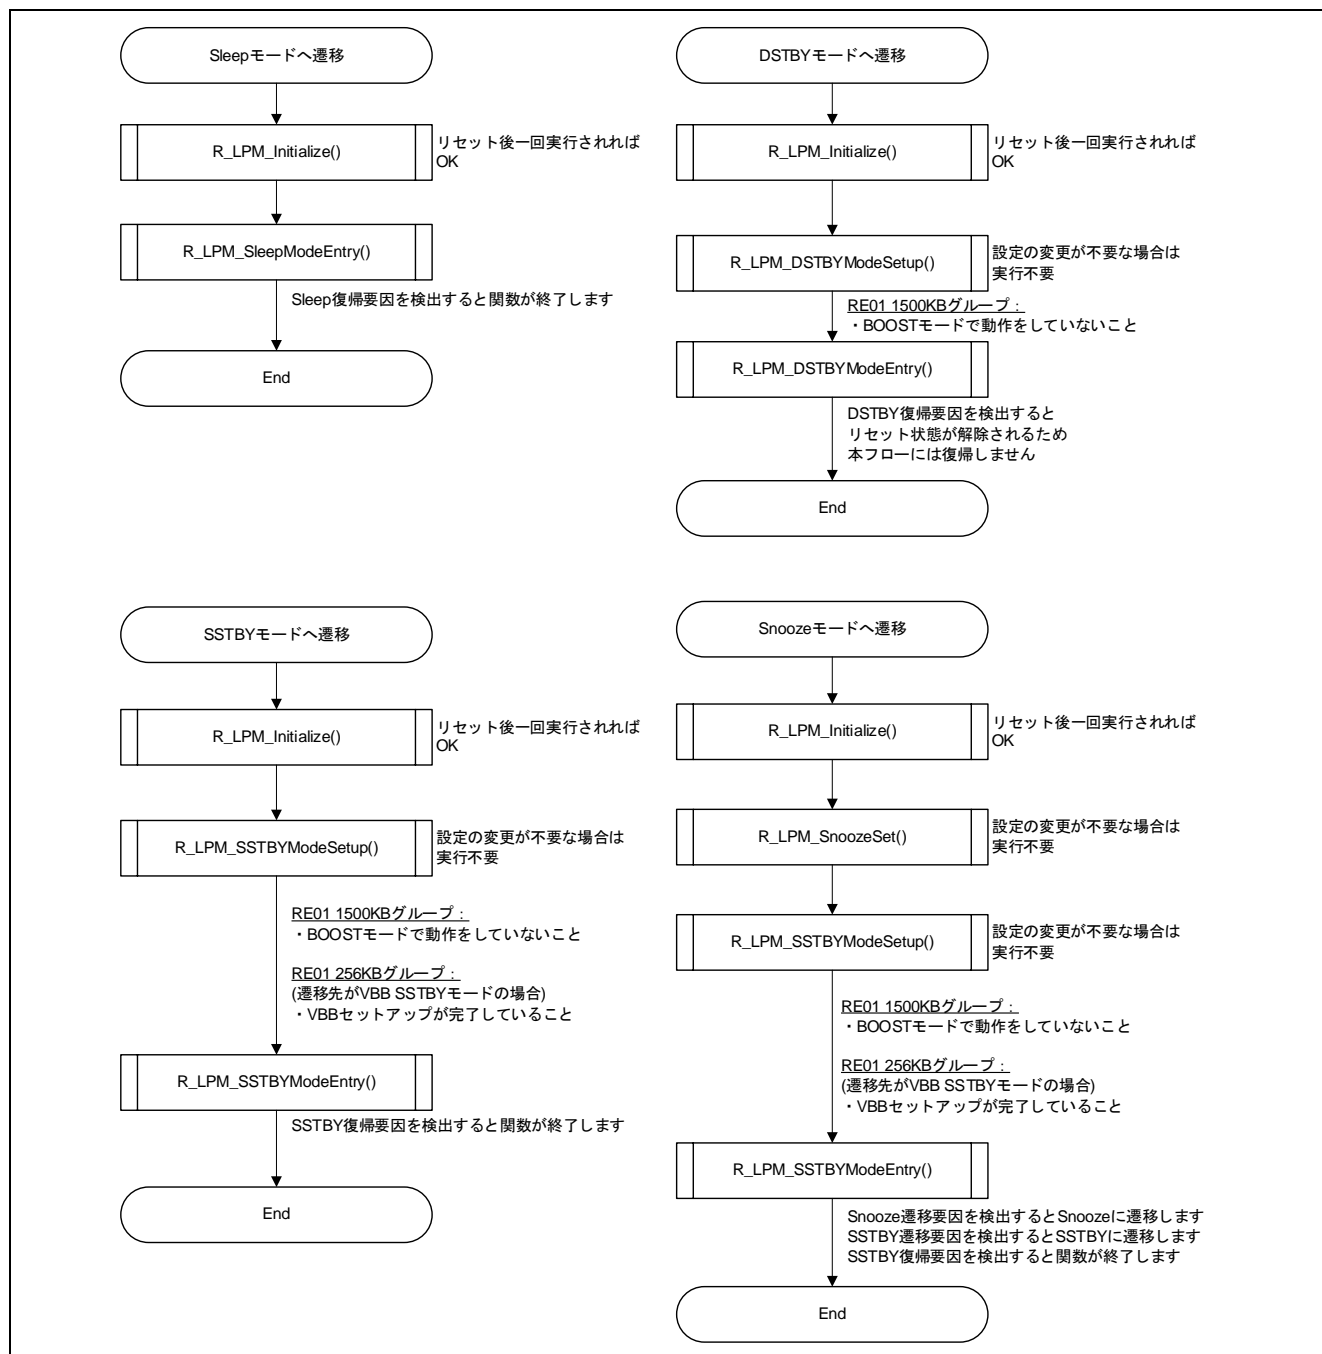 Sleepモードへ遷移
R_LPM_Initialize()
リセット後一回実行されれば
OK
R_LPM_SleepModeEntry()
Sleep復帰要因を検出すると関数が終了します
End
DSTBYモードへ遷移
R_LPM_Initialize()
リセット後一回実行されれば
OK
R_LPM_DSTBYModeSetup()
設定の変更が不要な場合は
実行不要
RE01 1500KBグループ：
・BOOSTモードで動作をしていないこと
R_LPM_DSTBYModeEntry()
DSTBY復帰要因を検出すると
リセット状態が解除されるため
本フローには復帰しません
End
SSTBYモードへ遷移
R_LPM_Initialize()
リセット後一回実行されれば
OK
R_LPM_SSTBYModeSetup()
設定の変更が不要な場合は
実行不要
RE01 1500KBグループ：
・BOOSTモードで動作をしていないこと
RE01 256KBグループ：
(遷移先がVBB SSTBYモードの場合)
・VBBセットアップが完了していること
R_LPM_SSTBYModeEntry()
SSTBY復帰要因を検出すると関数が終了します
End
Snoozeモードへ遷移
R_LPM_Initialize()
リセット後一回実行されれば
OK
R_LPM_SnoozeSet()
設定の変更が不要な場合は
実行不要
R_LPM_SSTBYModeSetup()
設定の変更が不要な場合は
実行不要
RE01 1500KBグループ：
・BOOSTモードで動作をしていないこと
RE01 256KBグループ：
(遷移先がVBB SSTBYモードの場合)
・VBBセットアップが完了していること
R_LPM_SSTBYModeEntry()
Snooze遷移要因を検出するとSnoozeに遷移します
SSTBY遷移要因を検出するとSSTBYに遷移します
SSTBY復帰要因を検出すると関数が終了します
End